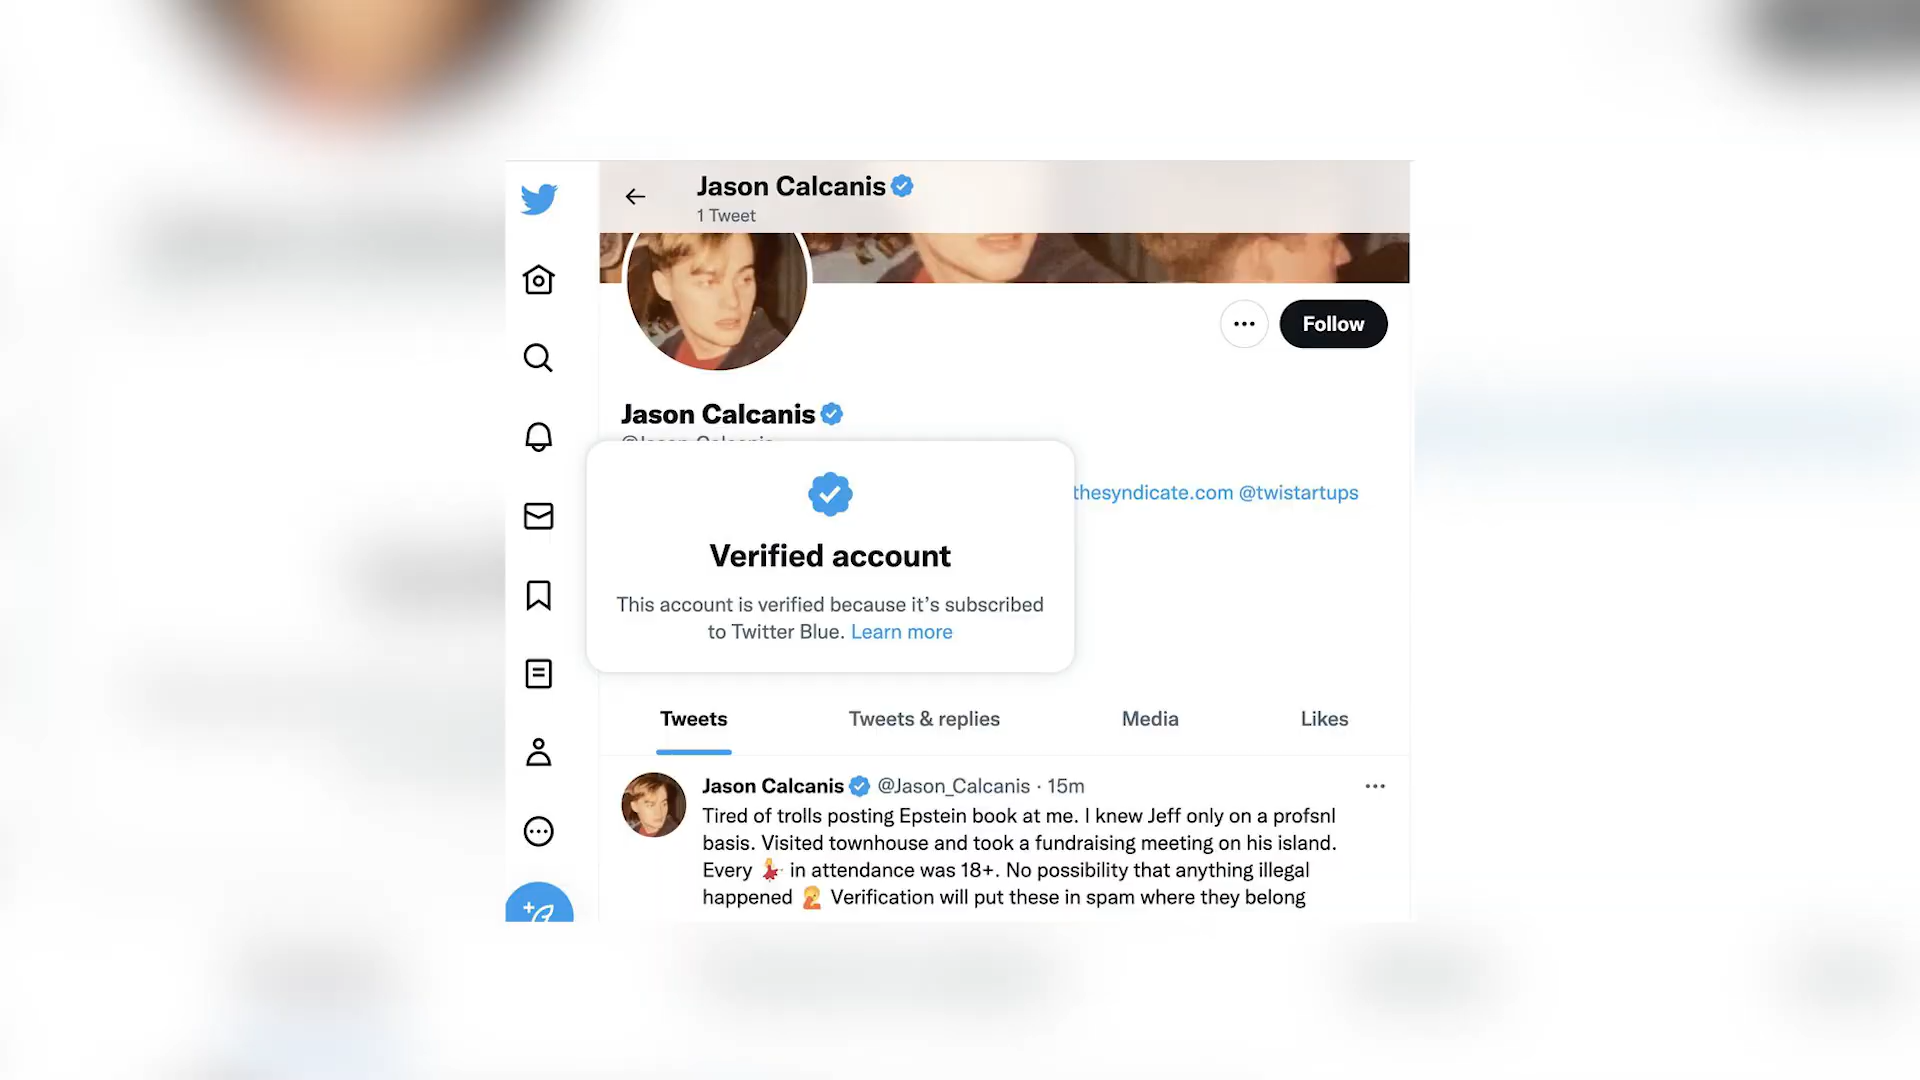 Jason Calcanis
1 Tweet
Follow
Jason Calcanis
thesyndicate.com @twistartups
Verified account
This account is verified because it’s subscribed
to Twitter Blue. Learn more
Tweets
Tweets & replies
Media
Likes
Jason Calcanis @Jason_Calcanis · 15m
Tired of trolls posting Epstein book at me. I knew Jeff only on a profsnl
basis. Visited townhouse and took a fundraising meeting on his island.
Every 💃 in attendance was 18+. No possibility that anything illegal
happened 🤦 Verification will put these in spam where they belong